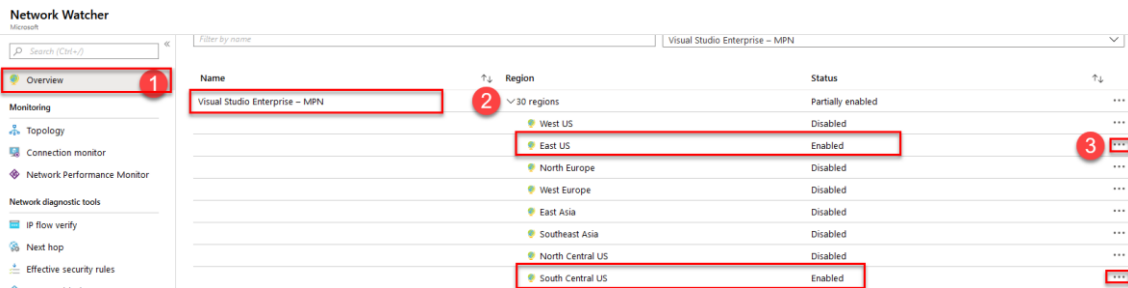 Network Watcher
Microsoft
Search (Ctrl+/)
«
Filter by name
Visual Studio Enterprise – MPN
Overview
1
Name
Region
Status
Visual Studio Enterprise – MPN
2
30 regions
Partially enabled
...
Monitoring
West US
Disabled
...
Topology
East US
Enabled
3
...
Connection monitor
North Europe
Disabled
...
Network Performance Monitor
West Europe
Disabled
...
Network diagnostic tools
East Asia
Disabled
...
IP flow verify
Southeast Asia
Disabled
...
Next hop
North Central US
Disabled
...
Effective security rules
South Central US
Enabled
...